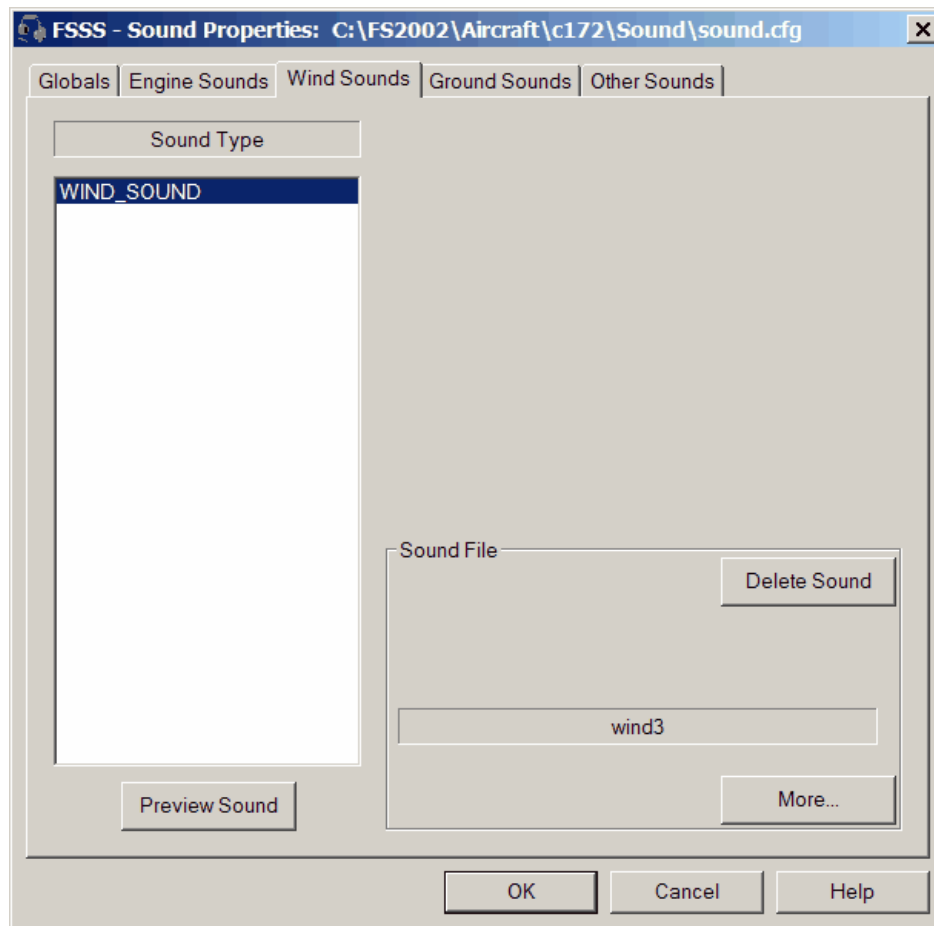 FSSS - Sound Properties: C:\FS2002\Aircraft\c172\Sound\sound.cfg
Globals Engine Sounds Wind Sounds Ground Sounds Other Sounds
Sound Type
WIND_SOUND
Sound File
Delete Sound
wind3
Preview Sound
More...
OK Cancel Help